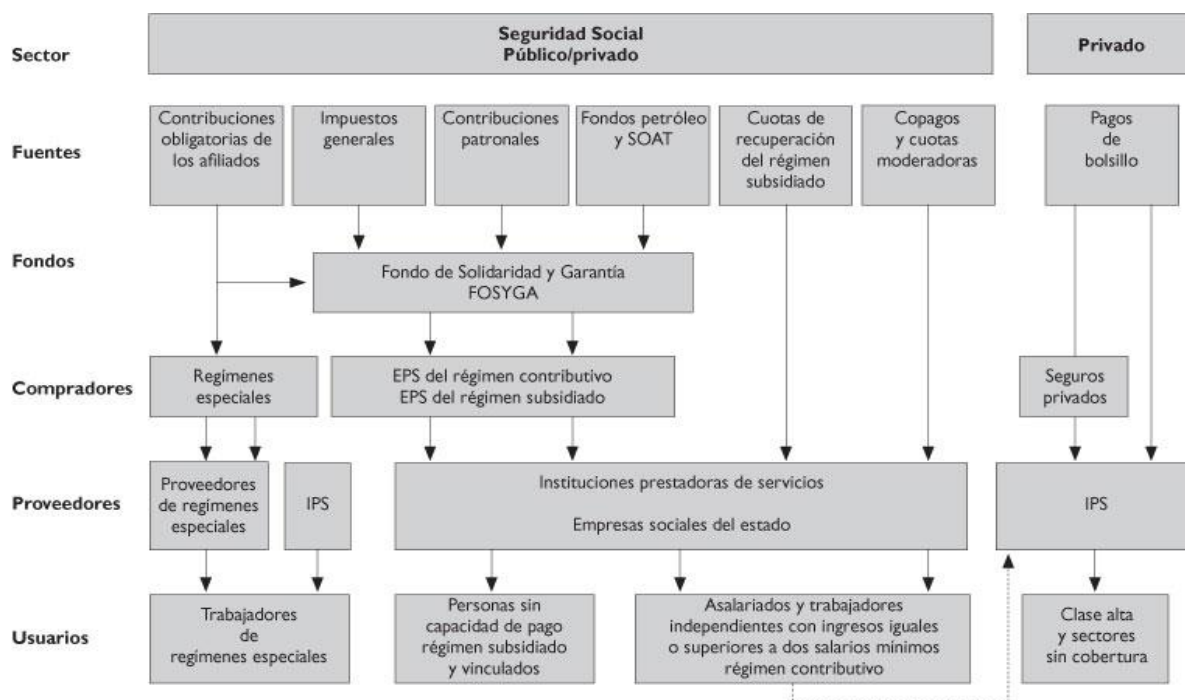 Sector
Seguridad Social
Público/privado
Privado
Fuentes
Contribuciones
obligatorias de
los afiliados
Impuestos
generales
Contribuciones
patronales
Fondos petróleo
y SOAT
Cuotas de
recuperación
del régimen
subsidiado
Copagos
y cuotas
moderadoras
Pagos
de
bolsillo
Fondos
Fondo de Solidaridad y Garantía
FOSYGA
Compradores
Regímenes
especiales
EPS del régimen contributivo
EPS del régimen subsidiado
Seguros
privados
Proveedores
Proveedores
de regímenes
especiales
IPS
Instituciones prestadoras de servicios
Empresas sociales del estado
IPS
Usuarios
Trabajadores
de
regímenes especiales
Personas sin
capacidad de pago
régimen subsidiado
y vinculados
Asalariados y trabajadores
independientes con ingresos iguales
o superiores a dos salarios mínimos
régimen contributivo
Clase alta
y sectores
sin cobertura